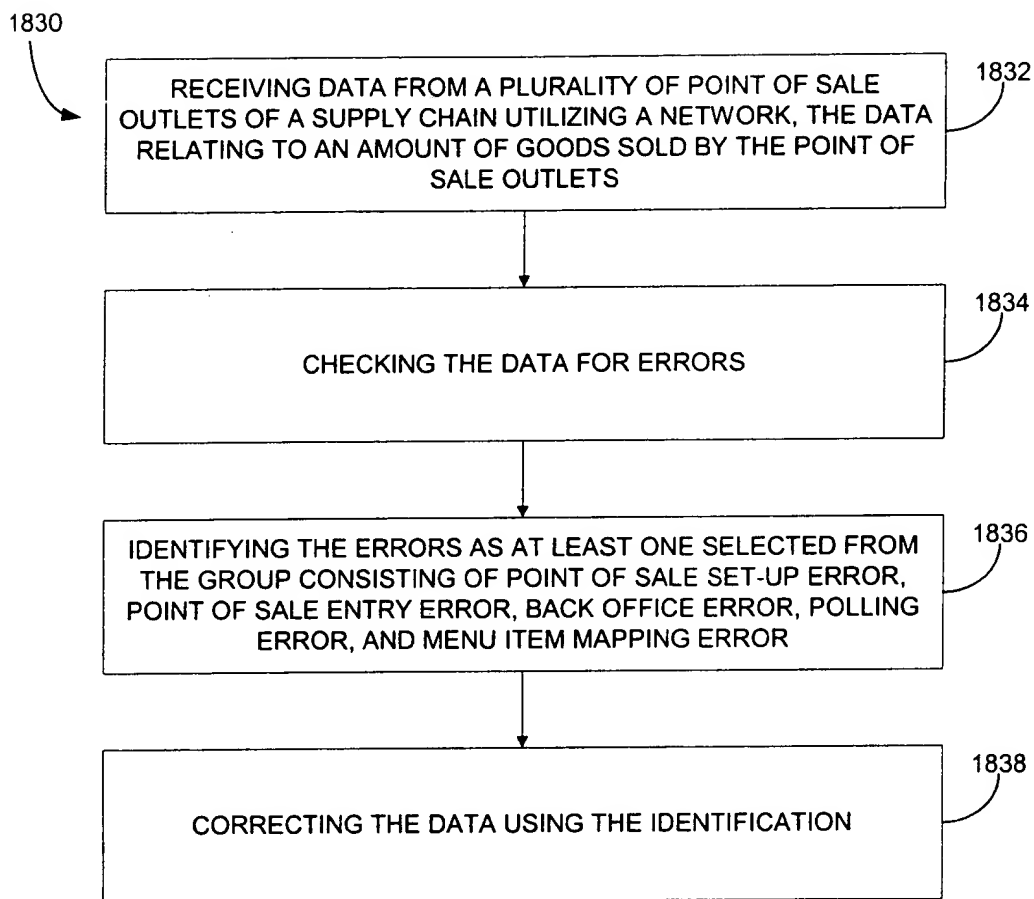 1830
RECEIVING DATA FROM A PLURALITY OF POINT OF SALE
OUTLETS OF A SUPPLY CHAIN UTILIZING A NETWORK, THE DATA
RELATING TO AN AMOUNT OF GOODS SOLD BY THE POINT OF
SALE OUTLETS
1832
CHECKING THE DATA FOR ERRORS
1834
IDENTIFYING THE ERRORS AS AT LEAST ONE SELECTED FROM
THE GROUP CONSISTING OF POINT OF SALE SET-UP ERROR,
POINT OF SALE ENTRY ERROR, BACK OFFICE ERROR, POLLING
ERROR, AND MENU ITEM MAPPING ERROR
1836
CORRECTING THE DATA USING THE IDENTIFICATION
1838